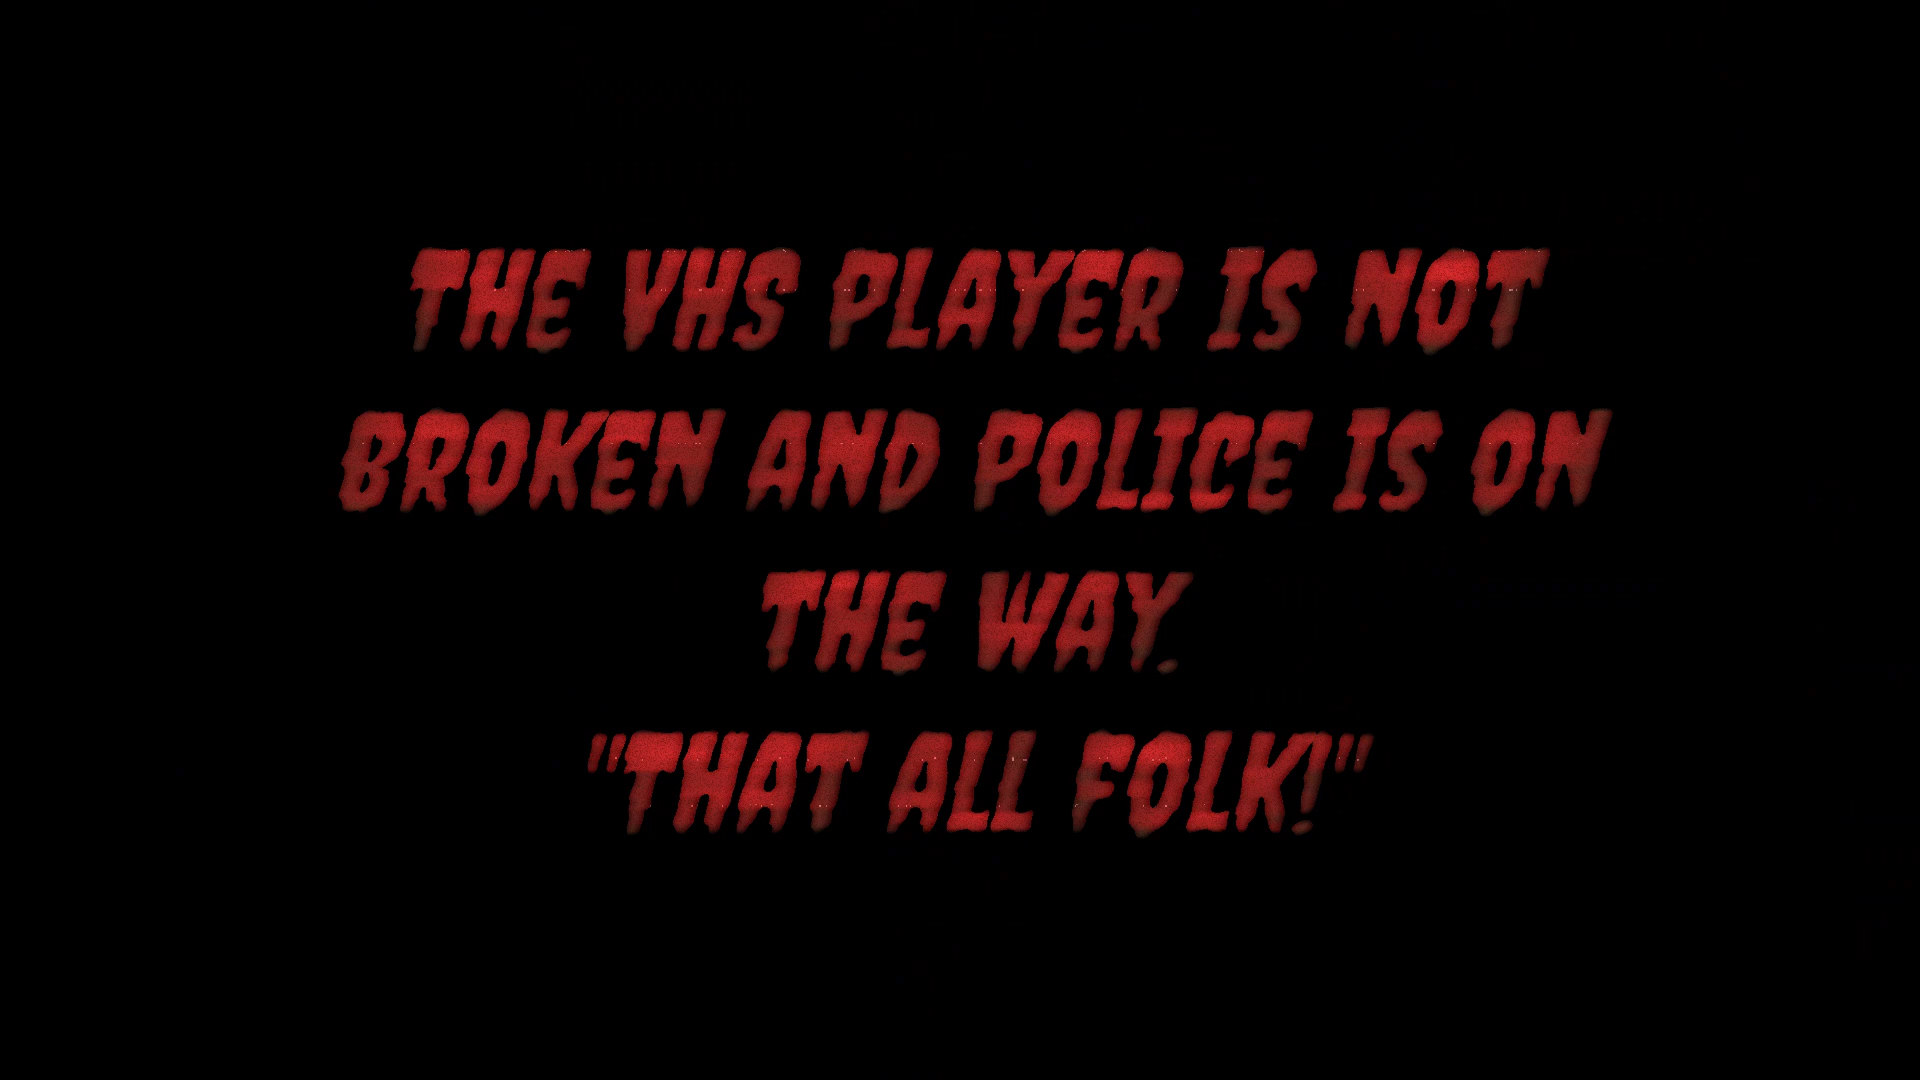 THE VHS PLAYER IS NOT
BROKEN AND POLICE IS ON
THE WAY.
"THAT ALL FOLK!"